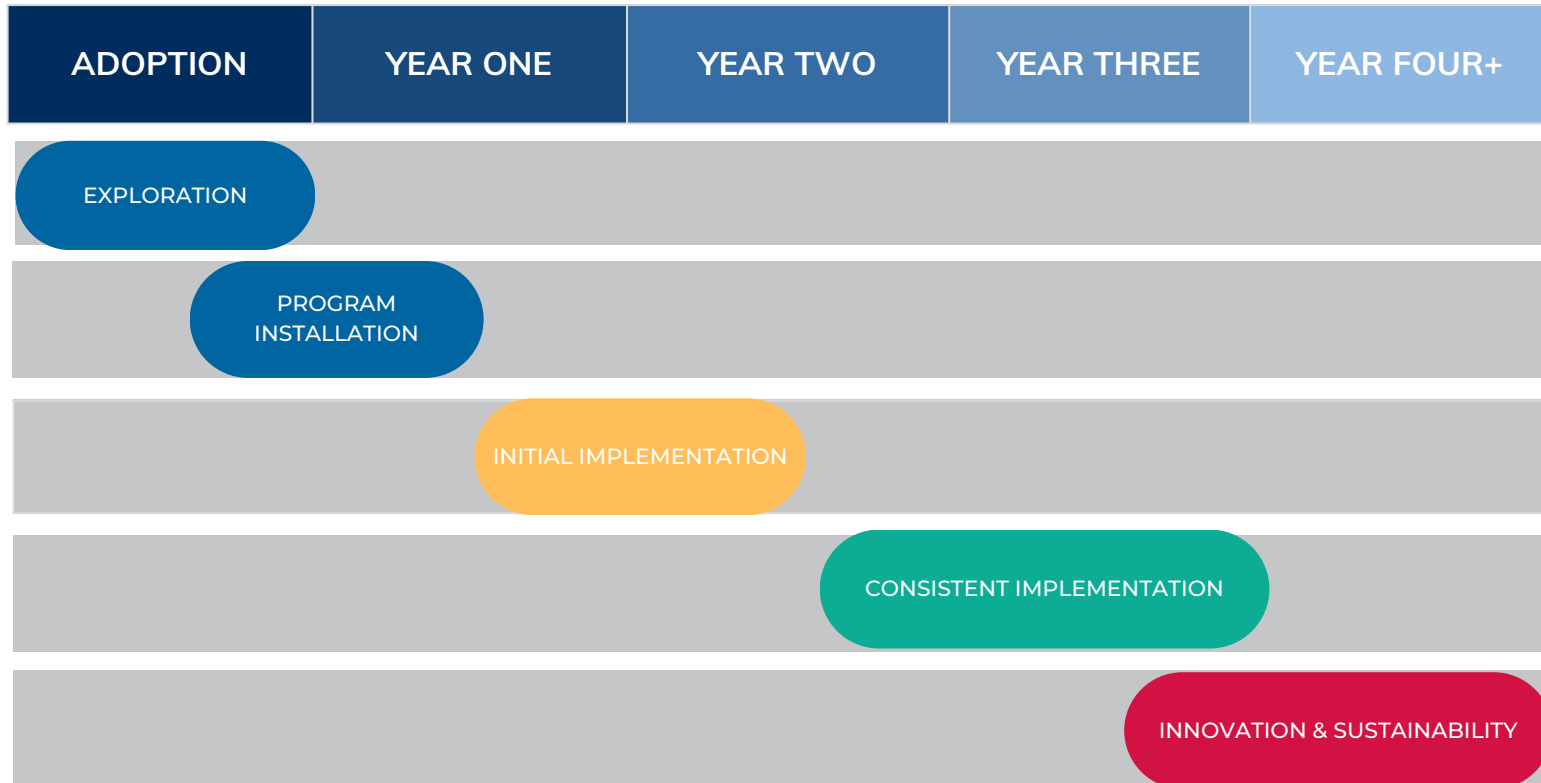 ADOPTION
YEAR ONE
YEAR TWO
YEAR THREE
YEAR FOUR+
EXPLORATION
PROGRAM
INSTALLATION
INITIAL IMPLEMENTATION
CONSISTENT IMPLEMENTATION
INNOVATION & SUSTAINABILITY